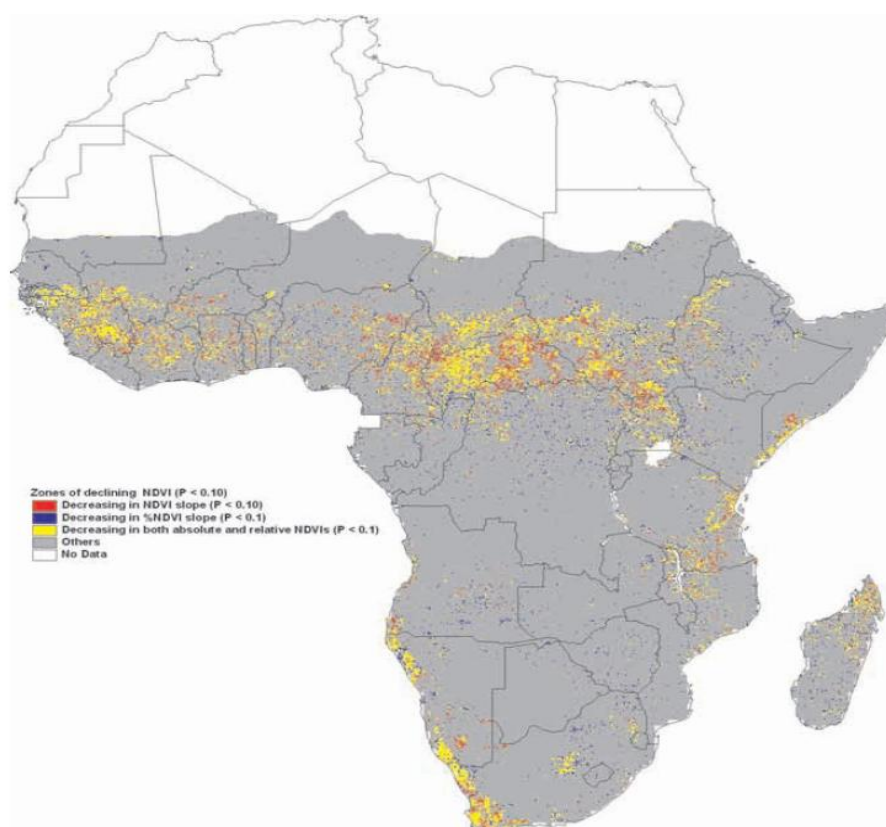 Zones of declining NDVI (P < 0.10)
Decreasing in NDVI slope (P < 0.10)
Decreasing in %NDVI slope (P < 0.1)
Decreasing in both absolute and relative NDVIs (P < 0.1)
Others
No Data